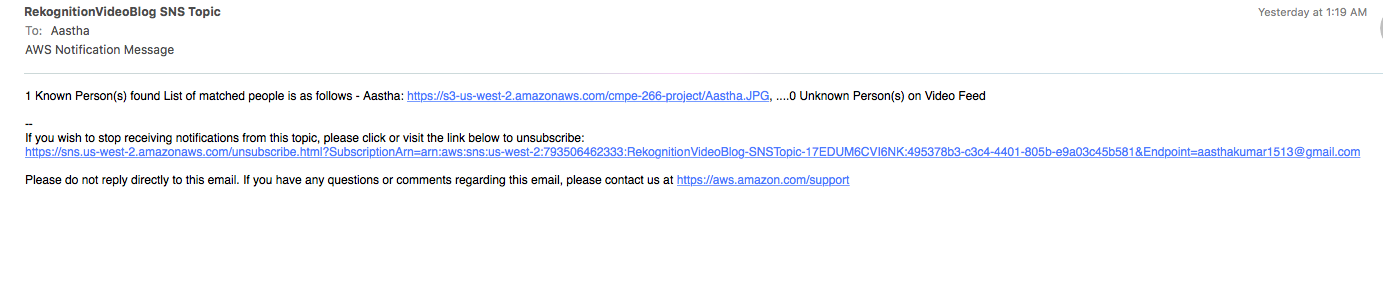 RekognitionVideoBlog SNS Topic
Yesterday at 1:19 AM
To: Aastha
AWS Notification Message
1 Known Person(s) found List of matched people is as follows - Aastha: https://s3-us-west-2.amazonaws.com/cmpe-266-project/Aastha.JPG, ....0 Unknown Person(s) on Video Feed
--
If you wish to stop receiving notifications from this topic, please click or visit the link below to unsubscribe:
https://sns.us-west-2.amazonaws.com/unsubscribe.html?SubscriptionArn=arn:aws:sns:us-west-2:793506462333:RekognitionVideoBlog-SNSTopic-17EDUM6CVI6NK:495378b3-c3c4-4401-805b-e9a03c45b581&Endpoint=aasthakumar1513@gmail.com
Please do not reply directly to this email. If you have any questions or comments regarding this email, please contact us at https://aws.amazon.com/support